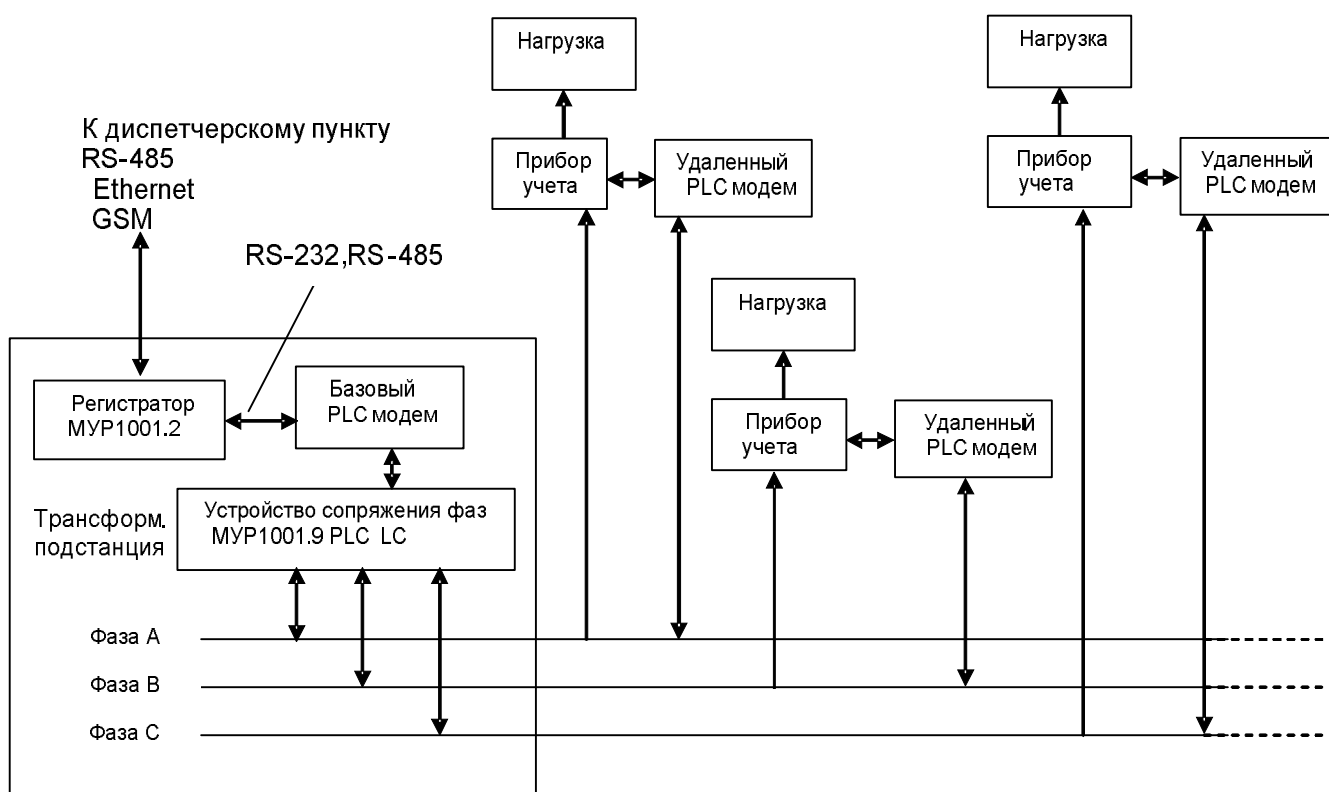 Нагрузка
Нагрузка
К диспетчерскому пункту
RS-485
Ethernet
GSM
Прибор
учета
Удаленный
PLC модем
Прибор
учета
Удаленный
PLC модем
RS-232,RS-485
Нагрузка
Регистратор
МУР1001.2
Базовый
PLC модем
Прибор
учета
Удаленный
PLC модем
Трансформ.
подстанция
Устройство сопряжения фаз
МУР1001.9 PLC LC
Фаза А
Фаза В
Фаза С